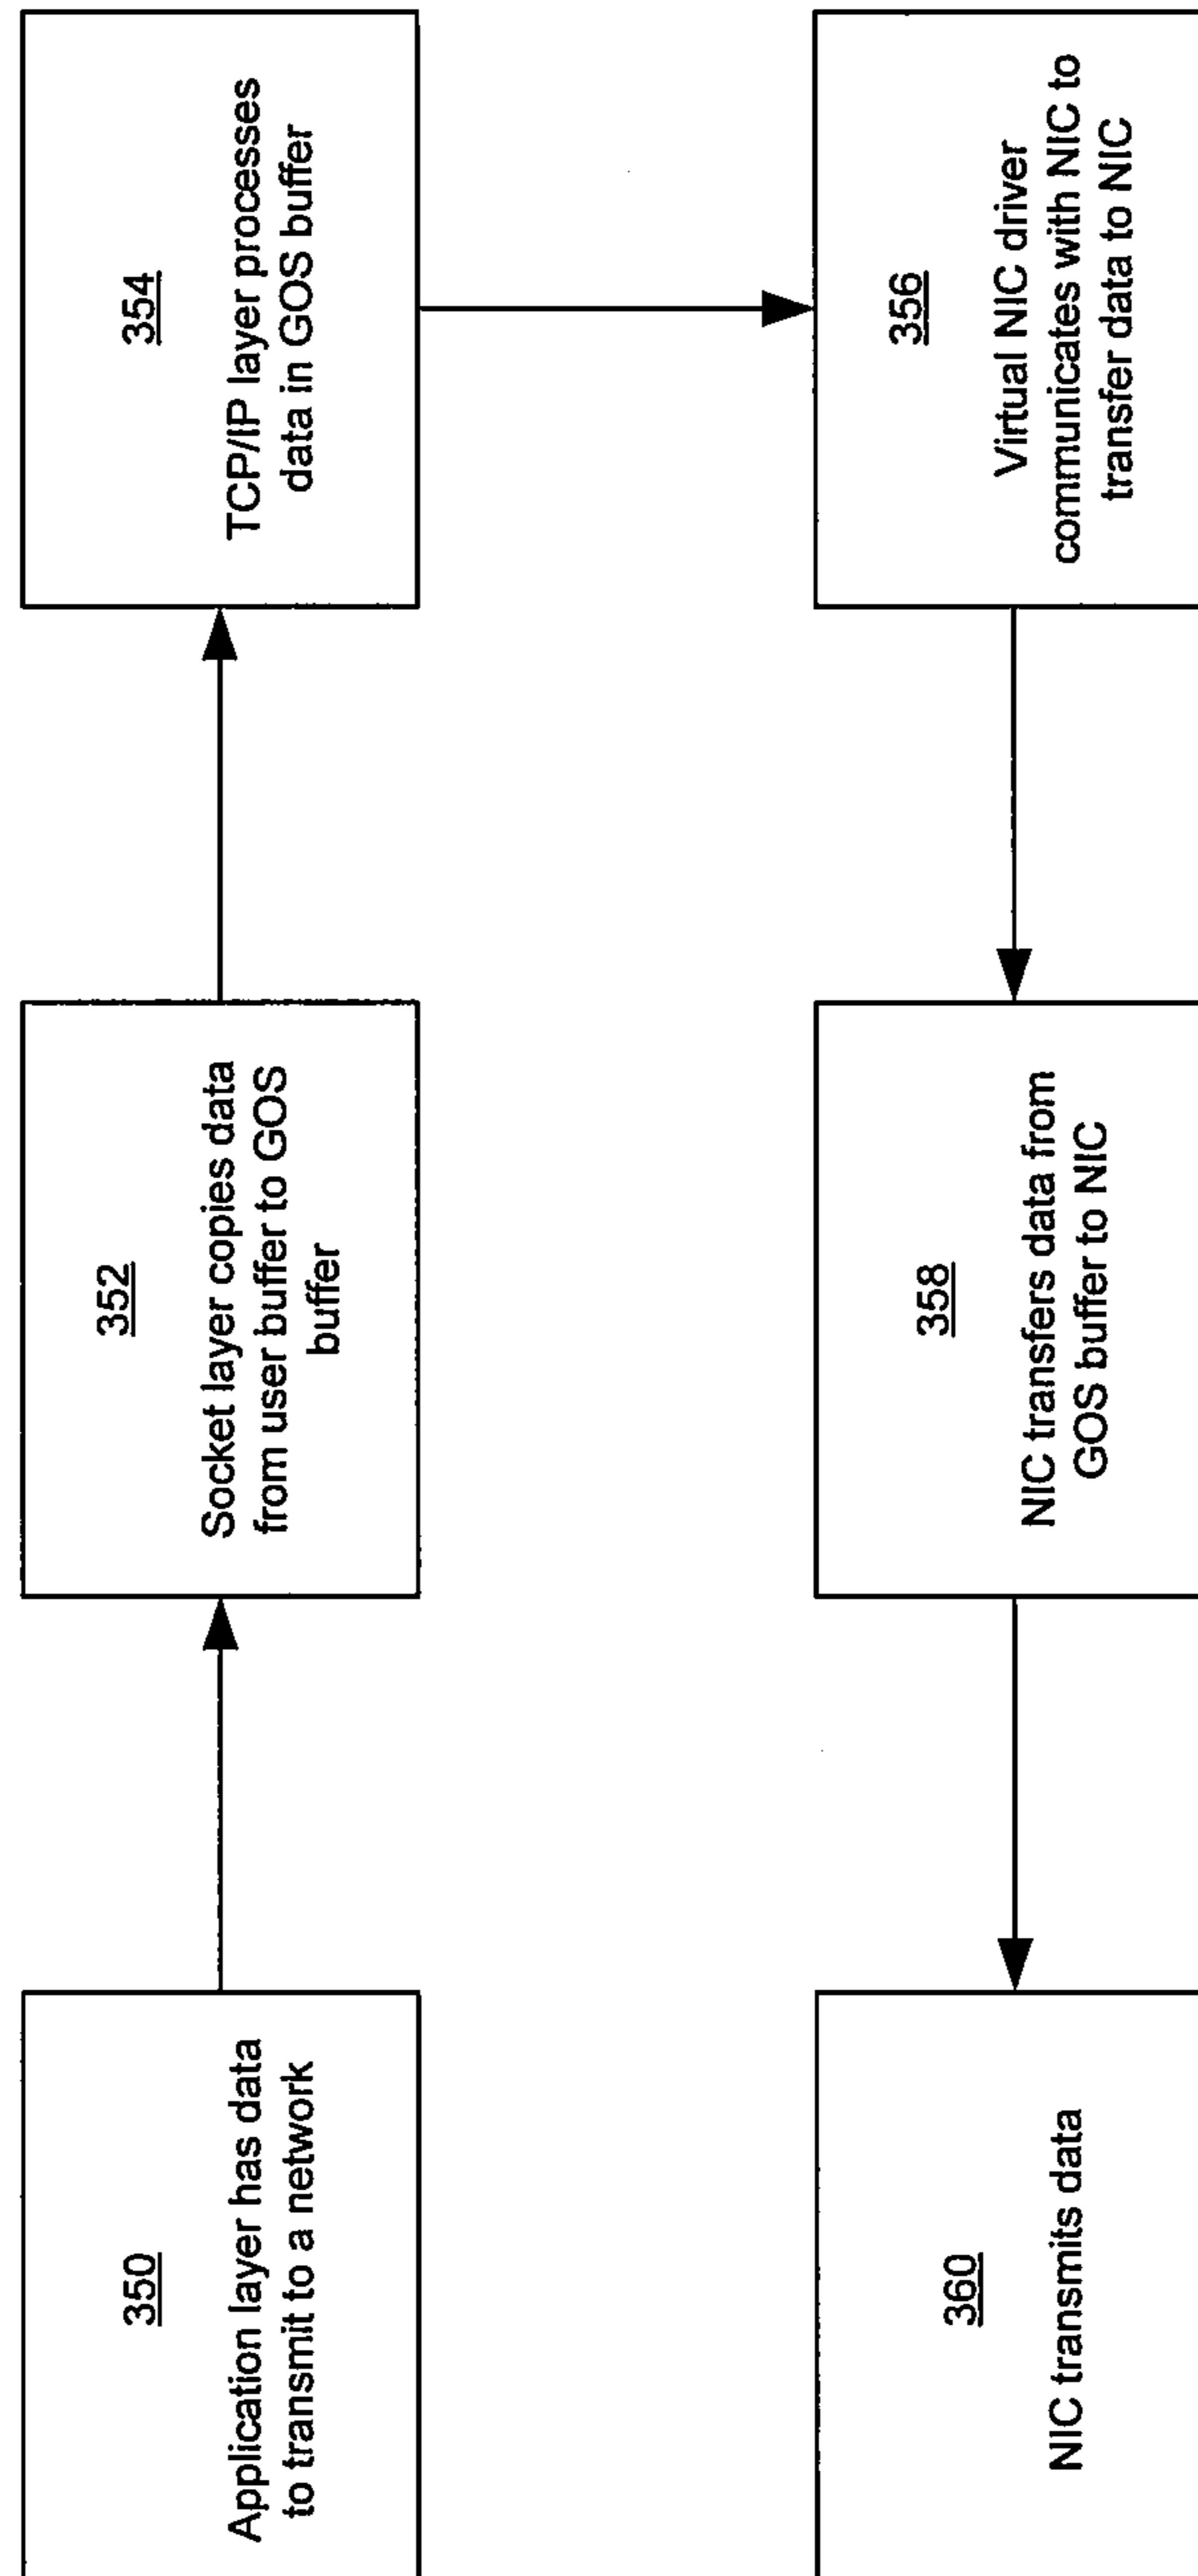 350
Application layer has data
to transmit to a network
352
Socket layer copies data
from user buffer to GOS
buffer
354
TCP/IP layer processes
data in GOS buffer
356
Virtual NIC driver
communicates with NIC to
transfer data to NIC
358
NIC transfers data from
GOS buffer to NIC
360
NIC transmits data